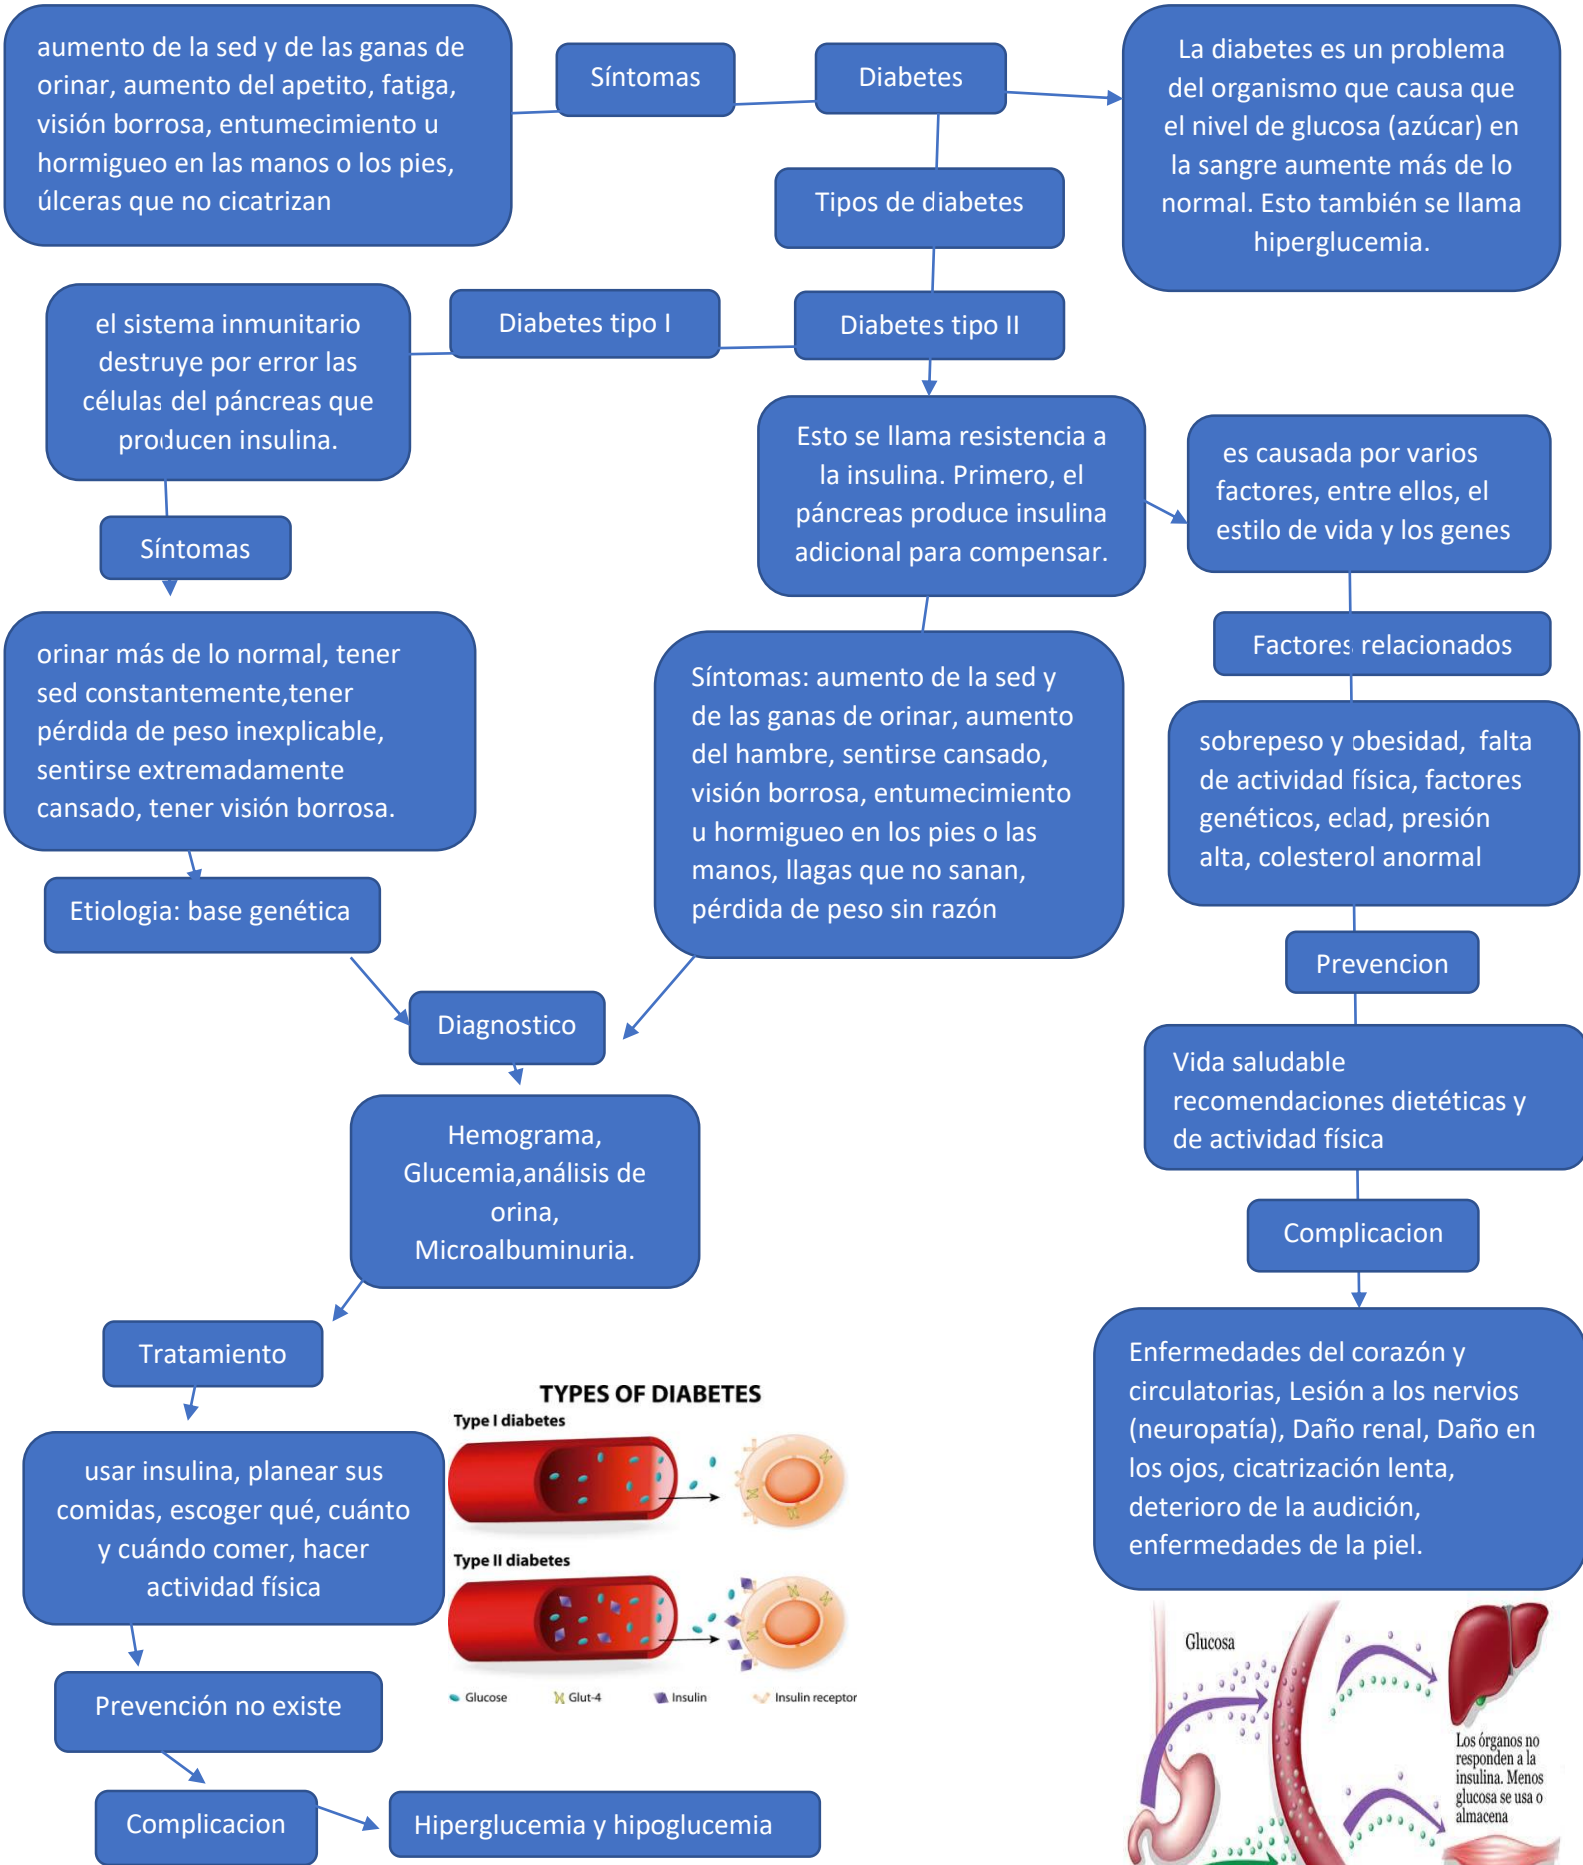 aumento de la sed y de las ganas de
orinar, aumento del apetito, fatiga,
visión borrosa, entumecimiento u
hormigueo en las manos o los pies,
úlceras que no cicatrizan
Síntomas
Diabetes
La diabetes es un problema
del organismo que causa que
el nivel de glucosa (azúcar) en
la sangre aumente más de lo
normal. Esto también se llama
hiperglucemia.
Tipos de diabetes
el sistema inmunitario
destruye por error las
células del páncreas que
producen insulina.
Diabetes tipo I
Diabetes tipo II
Esto se llama resistencia a
la insulina. Primero, el
páncreas produce insulina
adicional para compensar.
es causada por varios
factores, entre ellos, el
estilo de vida y los genes
Síntomas
Factores relacionados
orinar más de lo normal, tener
sed constantemente,tener
pérdida de peso inexplicable,
sentirse extremadamente
cansado, tener visión borrosa.
Síntomas: aumento de la sed y
de las ganas de orinar, aumento
del hambre, sentirse cansado,
visión borrosa, entumecimiento
u hormigueo en los pies o las
manos, llagas que no sanan,
pérdida de peso sin razón
sobrepeso y obesidad, falta
de actividad física, factores
genéticos, edad, presión
alta, colesterol anormal
Etiologia: base genética
Prevencion
Diagnostico
Vida saludable
recomendaciones dietéticas y
de actividad física
Hemograma,
Glucemia,análisis de
orina,
Microalbuminuria.
Complicacion
Tratamiento
Enfermedades del corazón y
circulatorias, Lesión a los nervios
(neuropatía), Daño renal, Daño en
los ojos, cicatrización lenta,
deterioro de la audición,
enfermedades de la piel.
TYPES OF DIABETES
Type I diabetes
usar insulina, planear sus
comidas, escoger qué, cuánto
y cuándo comer, hacer
actividad física
Type II diabetes
Glucose
Glut-4
Insulin
Insulin receptor
Glucosa
Los órganos no
responden a la
insulina. Menos
glucosa se usa o
almacena
Prevención no existe
Complicacion
Hiperglucemia y hipoglucemia